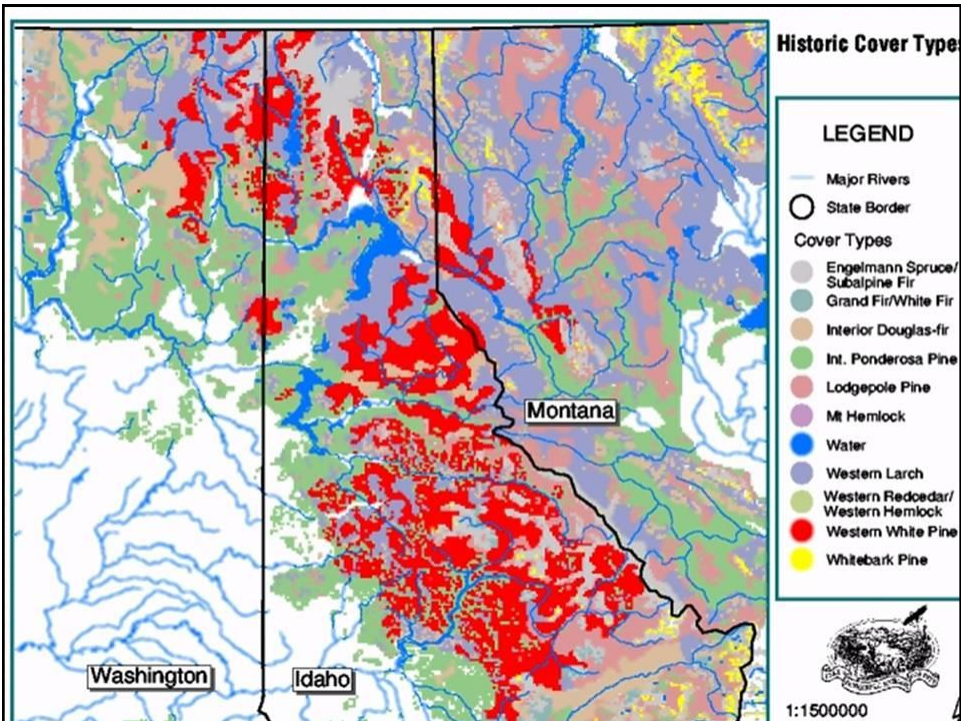 Historic Cover Type
LEGEND
Major Rivers
State Border
Cover Types
Engelmann Spruce/
Subalpine Fir
Grand Fir/White Fir
Interior Douglas-fir
Int. Ponderosa Pine
Lodgepole Pine
Mt Hemlock
Water
Western Larch
Western Redcedar/
Western Hemlock
Western White Pine
Whitebark Pine
Montana
Washington
Idaho
1:1500000